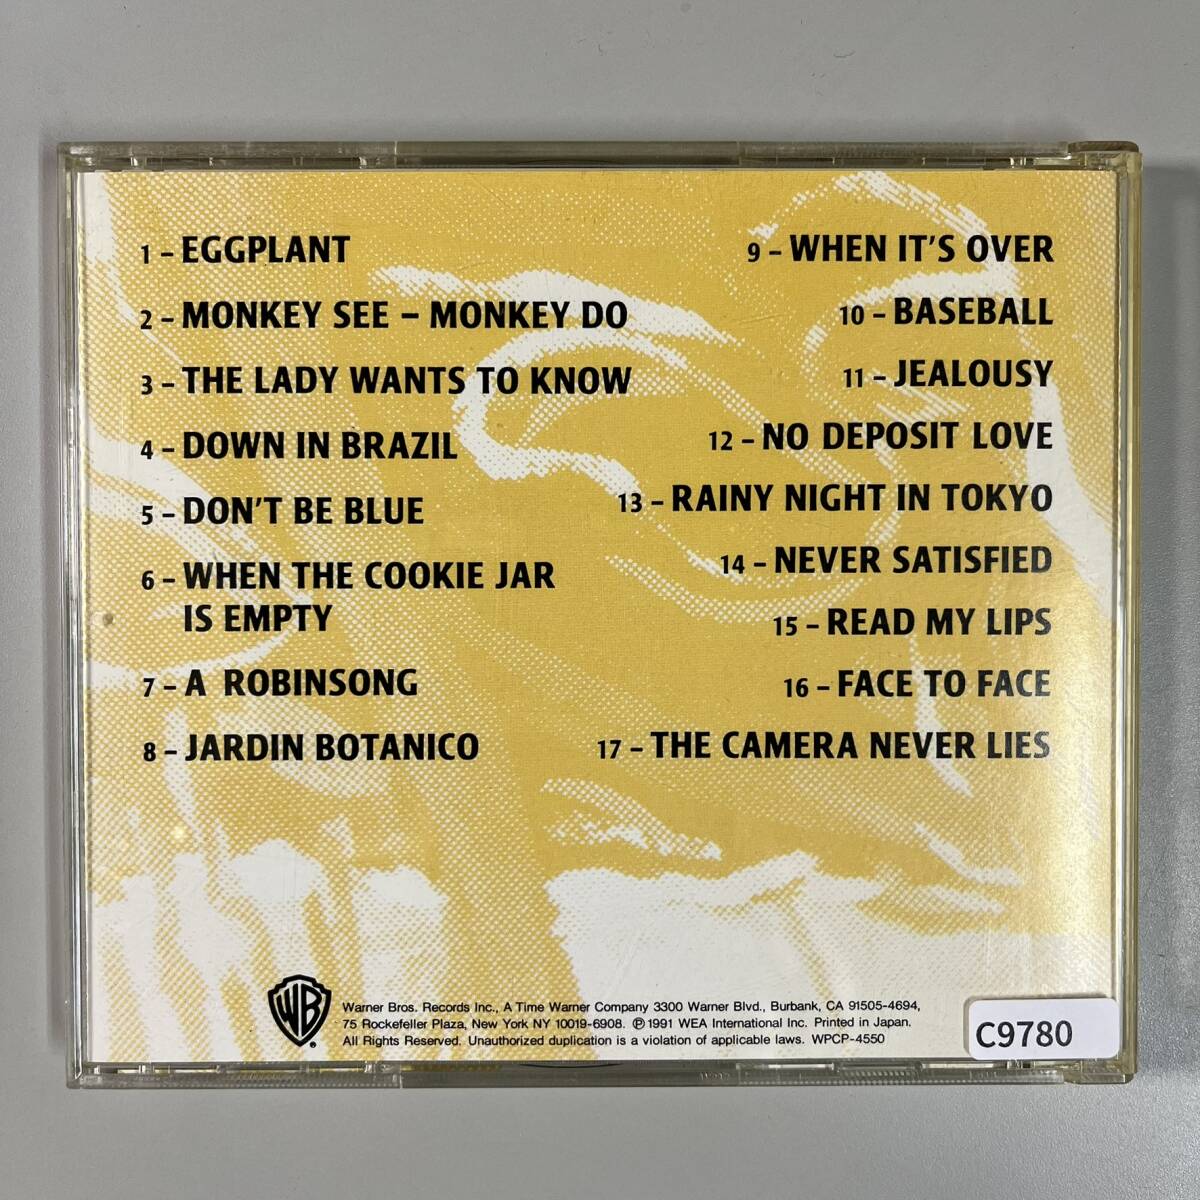 1 – EGGPLANT
2 – MONKEY SEE – MONKEY DO
3 – THE LADY WANTS TO KNOW
4 – DOWN IN BRAZIL
5 – DON'T BE BLUE
6 – WHEN THE COOKIE JAR
IS EMPTY
7 – A ROBINSONG
8 – JARDIN BOTANICO
9 – WHEN IT'S OVER
10 – BASEBALL
11 – JEALOUSY
12 – NO DEPOSIT LOVE
13 – RAINY NIGHT IN TOKYO
14 – NEVER SATISFIED
15 – READ MY LIPS
16 – FACE TO FACE
17 – THE CAMERA NEVER LIES
WB
Warner Bros. Records Inc., A Time Warner Company 3300 Warner Blvd., Burbank, CA 91505-4694,
75 Rockefeller Plaza, New York NY 10019-6908. ℗ 1991 WEA International Inc. Printed in Japan.
All Rights Reserved. Unauthorized duplication is a violation of applicable laws. WPCP-4550
C9780